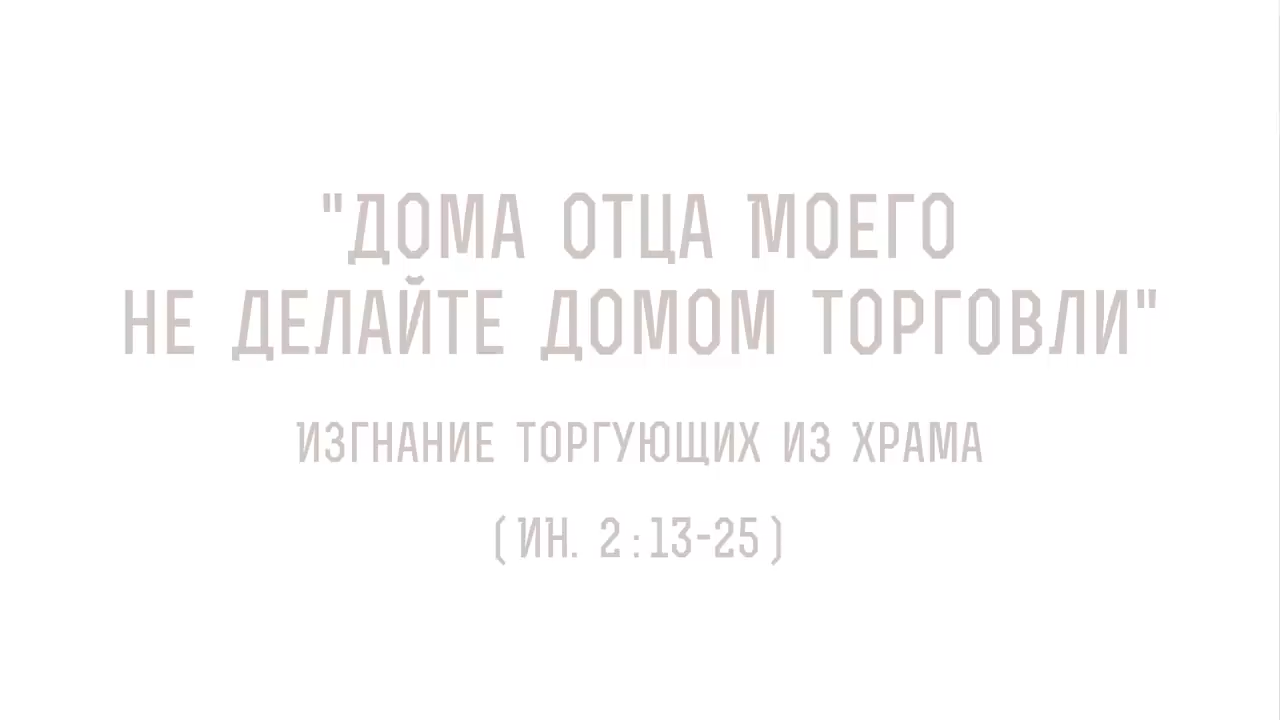 "ДОМА ОТЦА МОЕГО
НЕ ДЕЛАЙТЕ ДОМОМ ТОРГОВЛИ"
ИЗГНАНИЕ ТОРГУЮЩИХ ИЗ ХРАМА
(ИН. 2:13-25)